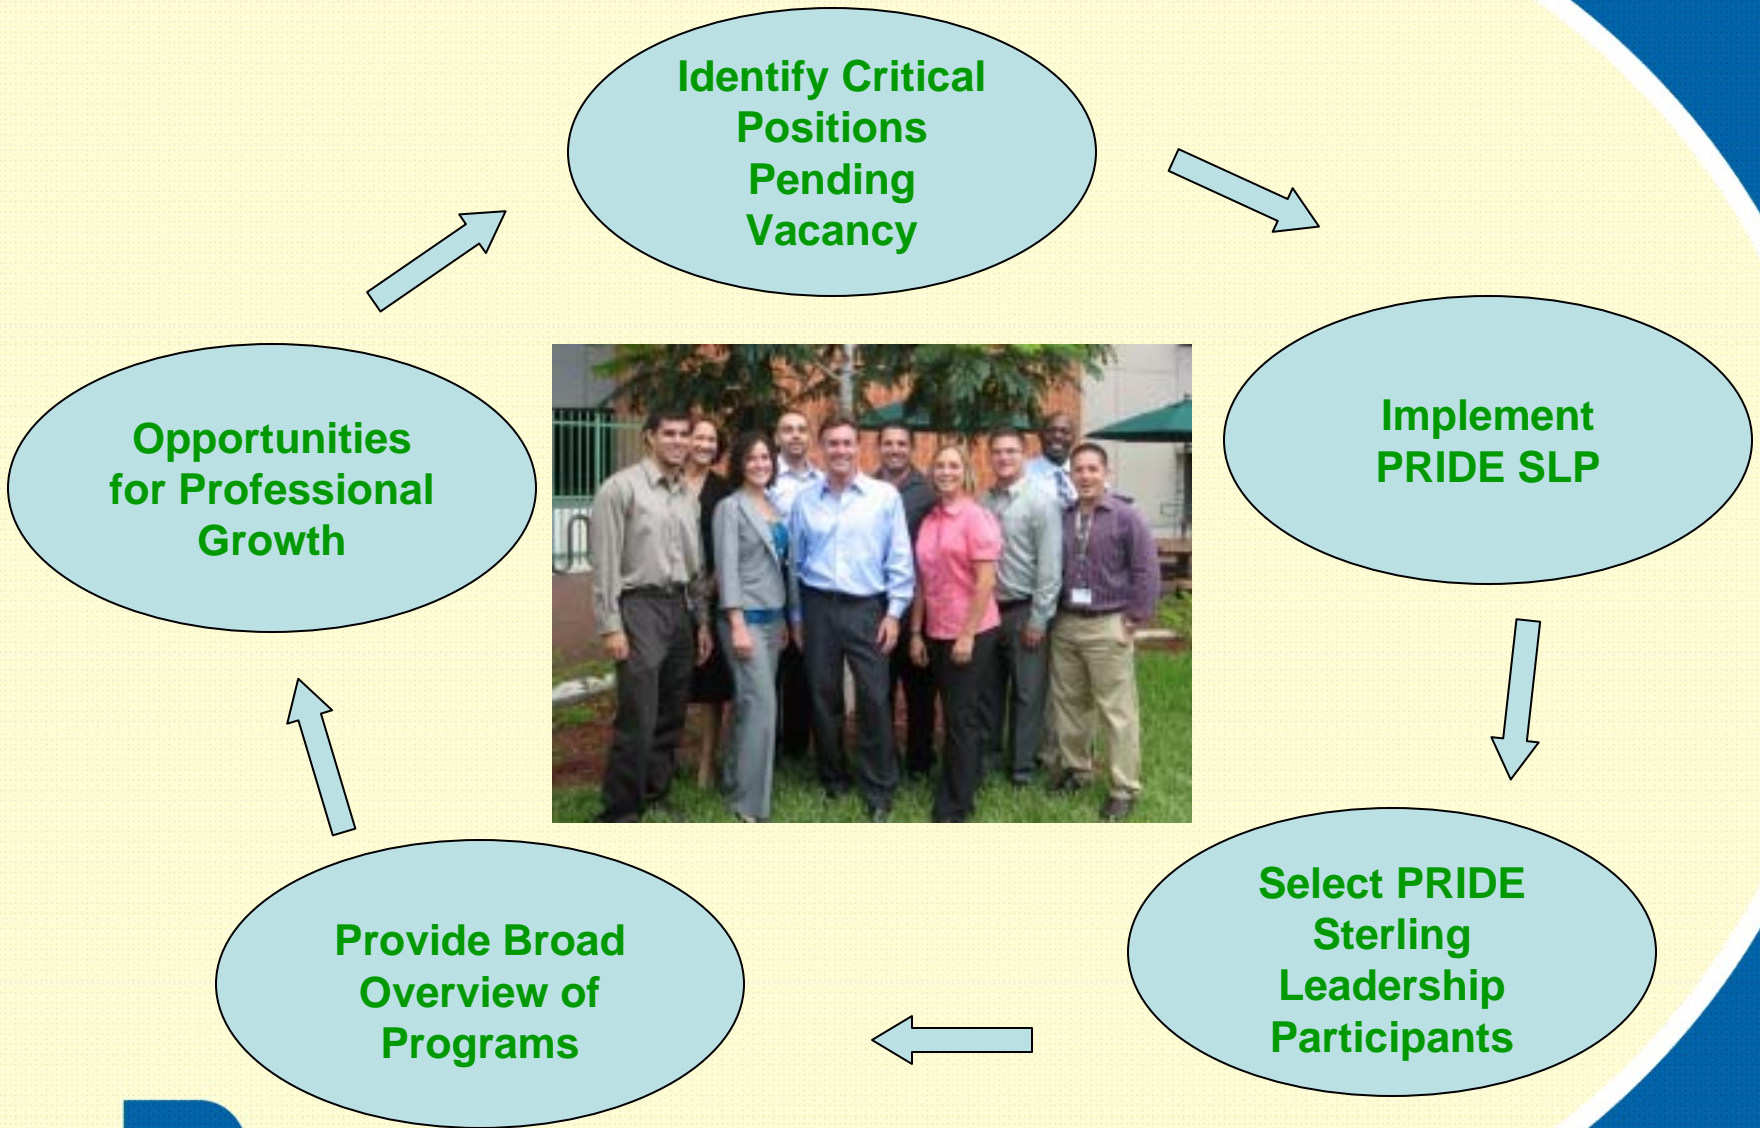 Identify Critical
Positions
Pending
Vacancy
Implement
PRIDE SLP
Select PRIDE
Sterling
Leadership
Participants
Provide Broad
Overview of
Programs
Opportunities
for Professional
Growth